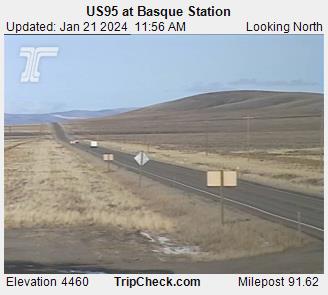 US95 at Basque Station
Updated: Jan 21 2024 11:56 AM Looking North
Elevation 4460 TripCheck.com Milepost 91.62